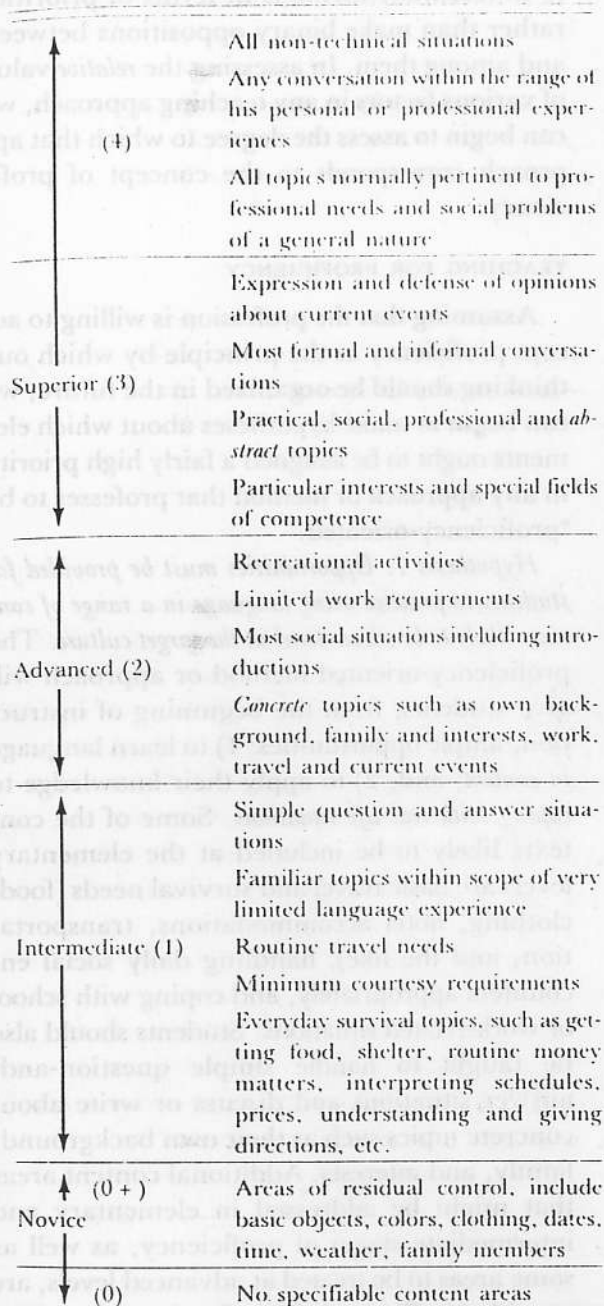 All non-technical situations
Any conversation within the range of
his personal or professional exper-
iences
(4)
All topics normally pertinent to pro-
fessional needs and social problems
of a general nature
Expression and defense of opinions
about current events
Most formal and informal conversa-
tions
Superior (3)
Practical, social, professional and ab-
stract topics
Particular interests and special fields
of competence
Recreational activities
Limited work requirements
Most social situations including intro-
ductions
Advanced (2)
Concrete topics such as own back-
ground, family and interests, work,
travel and current events
Simple question and answer situa-
tions
Familiar topics within scope of very
limited language experience
Intermediate (1)
Routine travel needs
Minimum courtesy requirements
Everyday survival topics, such as get-
ting food, shelter, routine money
matters, interpreting schedules,
prices, understanding and giving
directions, etc.
(0+)
Novice
Areas of residual control, include
basic objects, colors, clothing, dates,
time, weather, family members
(0)
No specifiable content areas